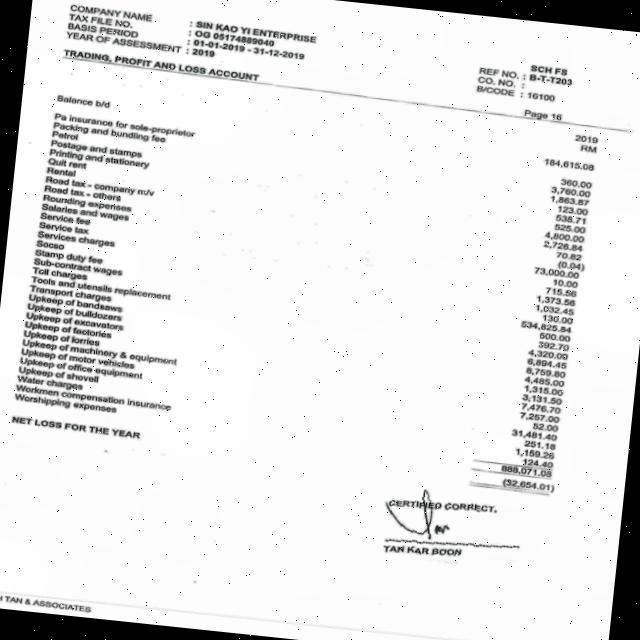 COMPANY NAME : SIN KAO YI ENTERPRISE
TAX FILE NO. : OG 05174889040
BASIS PERIOD : 01-01-2019 - 31-12-2019
YEAR OF ASSESSMENT : 2019
SCH FS
REF NO. : B-T-T203
CO. NO. :
B/CODE : 16100
TRADING, PROFIT AND LOSS ACCOUNT
Page 16
2019
RM
Balance b/d 184,615.08
Pa insurance for sole-proprietor 360.00
Packing and bundling fee 3,760.00
Petrol 1,863.87
Postage and stamps 123.00
Printing and stationery 538.71
Quit rent 525.00
Rental 4,800.00
Road tax - company m/v 2,726.84
Road tax - others 70.82
Rounding expenses (0.04)
Salaries and wages 73,000.00
Service fee 10.00
Service tax 715.56
Services charges 1,373.58
Socso 1,032.45
Stamp duty fee 130.00
Sub-contract wages 534,825.84
Toll charges 500.00
Tools and utensils replacement 392.70
Transport charges 4,320.00
Upkeep of bandsaws 6,894.45
Upkeep of bulldozers 8,759.80
Upkeep of excavators 4,485.00
Upkeep of factories 1,315.00
Upkeep of lorries 3,131.50
Upkeep of machinery & equipment 7,476.70
Upkeep of motor vehicles 7,257.00
Upkeep of office equipment 52.00
Upkeep of shovell 31,481.40
Water charges 251.18
Workmen compensation insurance 1,159.26
Worshipping expenses 124.40
888,071.08
NET LOSS FOR THE YEAR (32,654.01)
CERTIFIED CORRECT,
TAN KAR BOON
TAN & ASSOCIATES